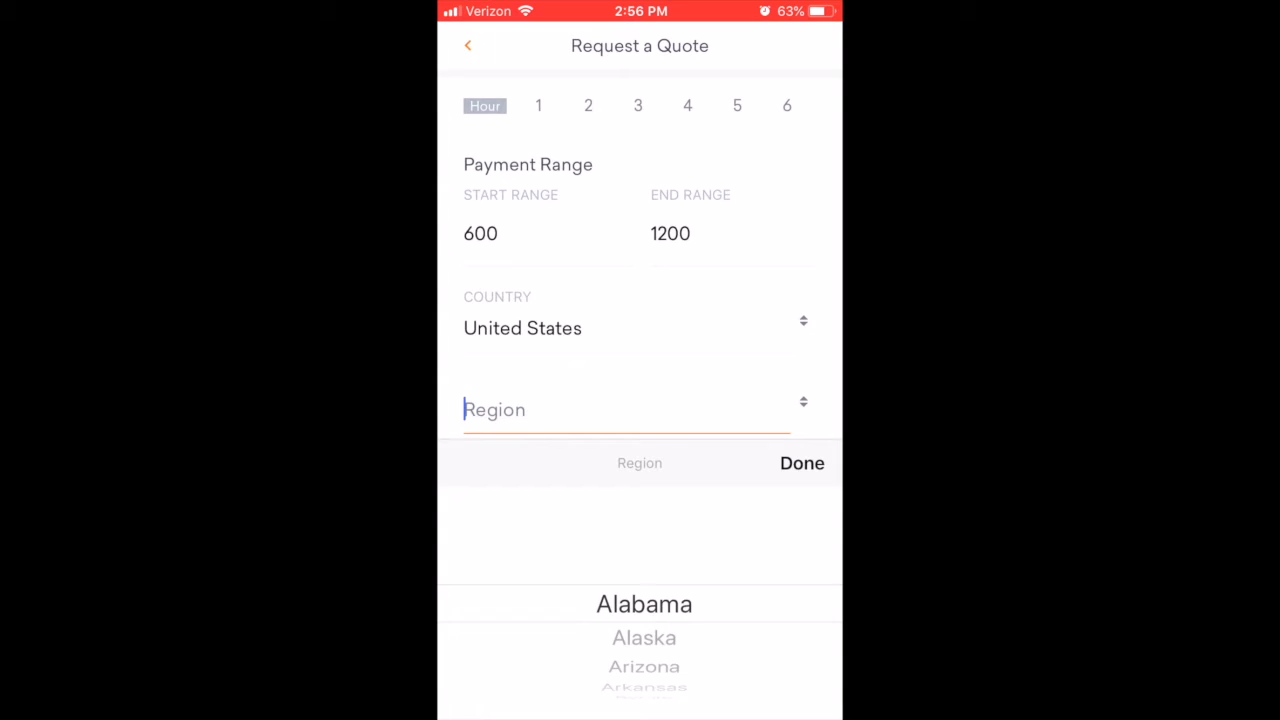 Verizon 2:56 PM 63%
Request a Quote
Hour 1 2 3 4 5 6
Payment Range
START RANGE END RANGE
600 1200
COUNTRY
United States
Region
Region Done
Alabama
Alaska
Arizona
Arkansas